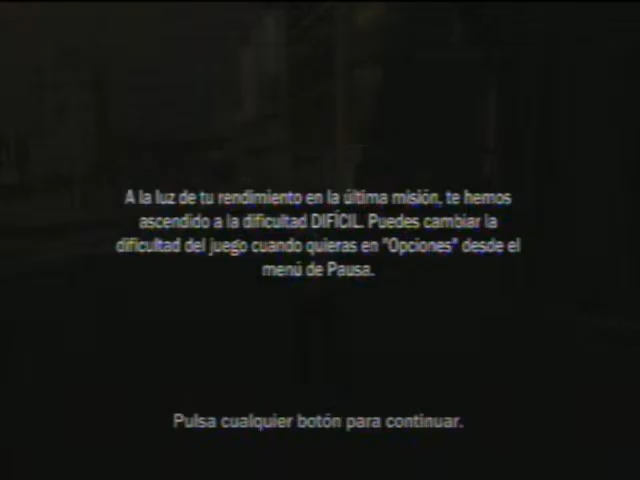 A la luz de tu rendimiento en la última misión, te hemos
ascendido a la dificultad DIFÍCIL. Puedes cambiar la
dificultad del juego cuando quieras en "Opciones" desde el
menú de Pausa.
Pulsa cualquier botón para continuar.